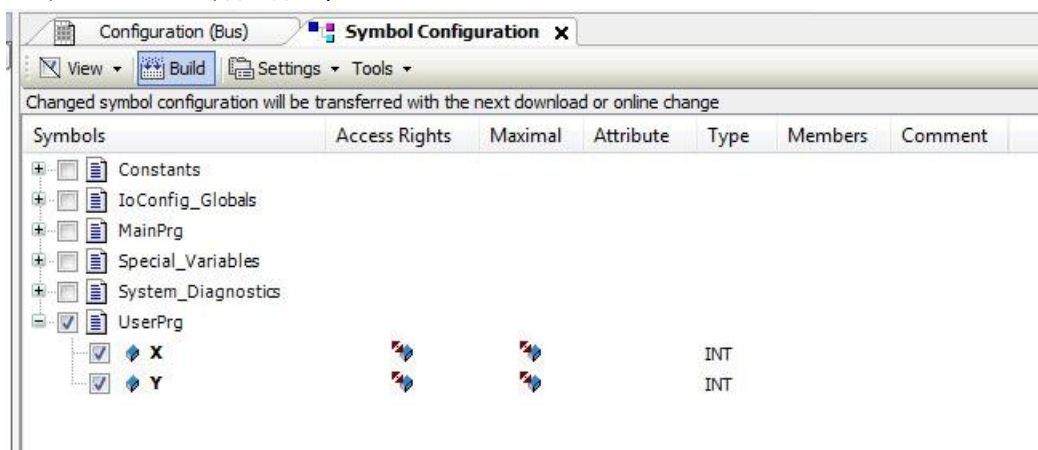 Configuration (Bus) Symbol Configuration X
View Build Settings Tools
Changed symbol configuration will be transferred with the next download or online change
Symbols Access Rights Maximal Attribute Type Members Comment
Constants
IoConfig_Globals
MainPrg
Special_Variables
System_Diagnostics
UserPrg
X INT
Y INT